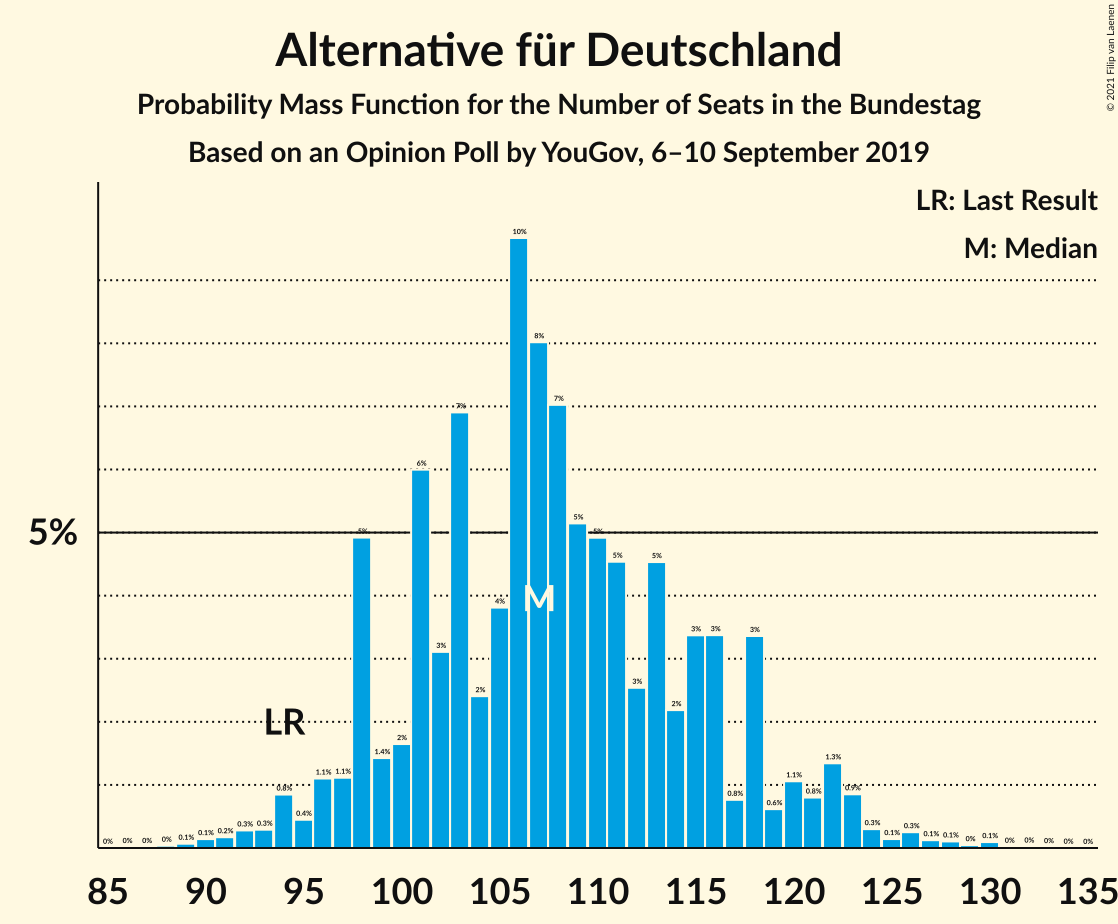 Alternative für Deutschland
Probability Mass Function for the Number of Seats in the Bundestag
Based on an Opinion Poll by YouGov, 6–10 September 2019
© 2021 Filip van Laenen
LR: Last Result
M: Median
5%
LR
M
0% 0% 0% 0% 0.1% 0.1% 0.2% 0.3% 0.3% 0.8% 0.4% 1.1% 1.1% 5% 1.4% 2% 6% 3% 7% 2% 4% 10% 8% 7% 5% 5% 5% 3% 5% 2% 3% 3% 0.8% 3% 0.6% 1.1% 0.8% 1.3% 0.9% 0.3% 0.1% 0.3% 0.1% 0.1% 0% 0.1% 0% 0% 0% 0% 0%
85 90 95 100 105 110 115 120 125 130 135